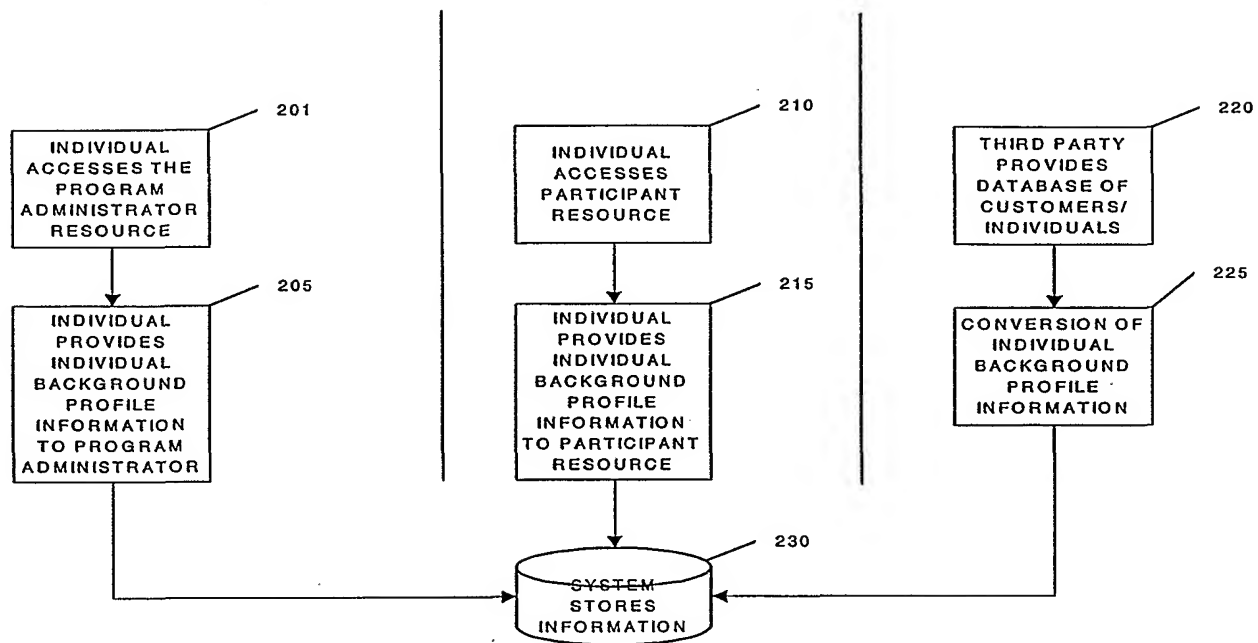 201
INDIVIDUAL
ACCESSES THE
PROGRAM
ADMINISTRATOR
RESOURCE
205
INDIVIDUAL
PROVIDES
INDIVIDUAL
BACKGROUND
PROFILE
INFORMATION
TO PROGRAM
ADMINISTRATOR
210
INDIVIDUAL
ACCESSES
PARTICIPANT
RESOURCE
215
INDIVIDUAL
PROVIDES
INDIVIDUAL
BACKGROUND
PROFILE
INFORMATION
TO PARTICIPANT
RESOURCE
220
THIRD PARTY
PROVIDES
DATABASE OF
CUSTOMERS/
INDIVIDUALS
225
CONVERSION OF
INDIVIDUAL
BACKGROUND
PROFILE
INFORMATION
230
SYSTEM
STORES
INFORMATION